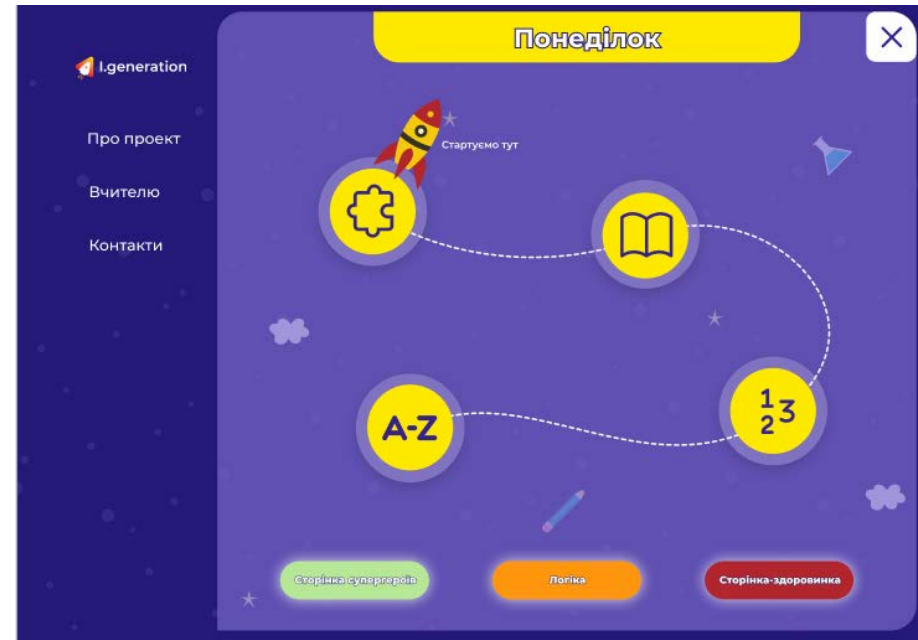 Понеділок
I.generation
Про проект
Вчителю
Контакти
Стартуємо тут
A-Z
1
2 3
Сторінка супергероїв
Логіка
Сторінка-здоровинка